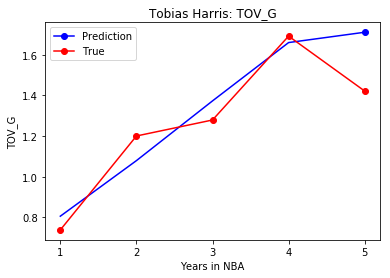 Tobias Harris: TOV_G
Prediction
True
TOV_G
1.6
1.4
1.2
1.0
0.8
1 2 3 4 5
Years in NBA